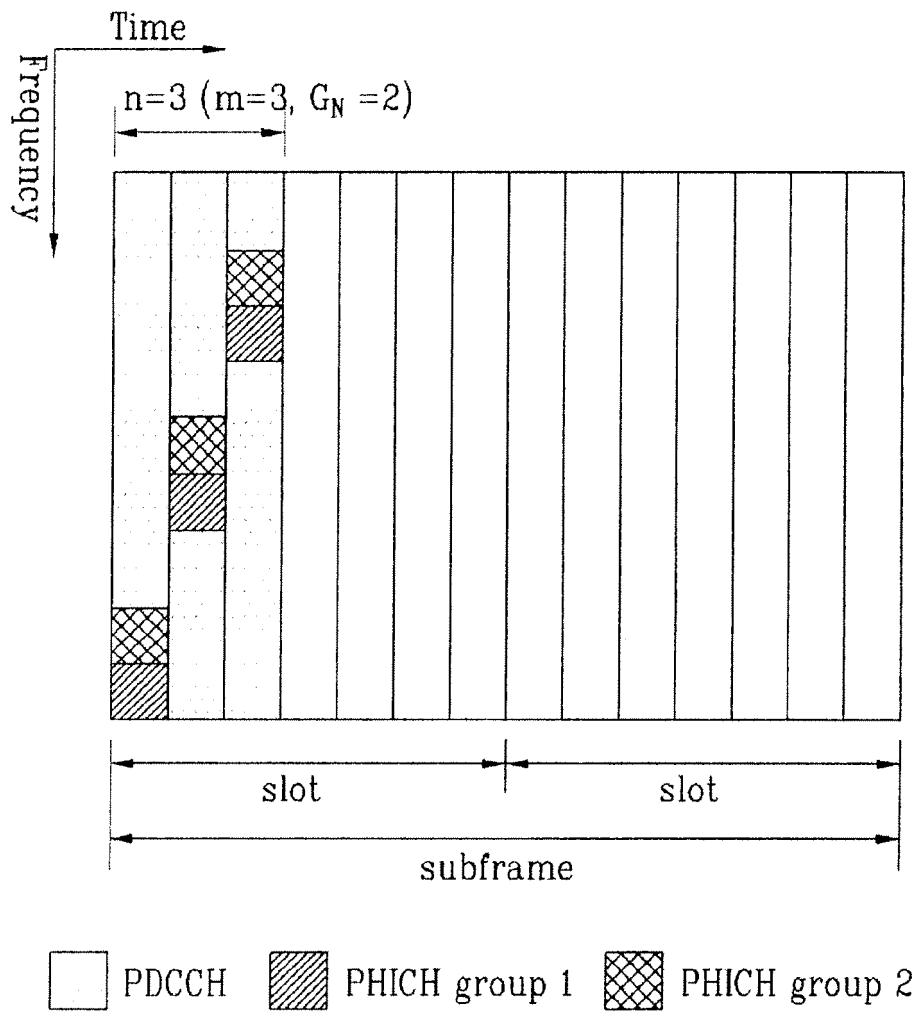 Time
Frequency
n=3 (m=3, G_N =2)
slot
slot
subframe
PDCCH
PHICH group 1
PHICH group 2